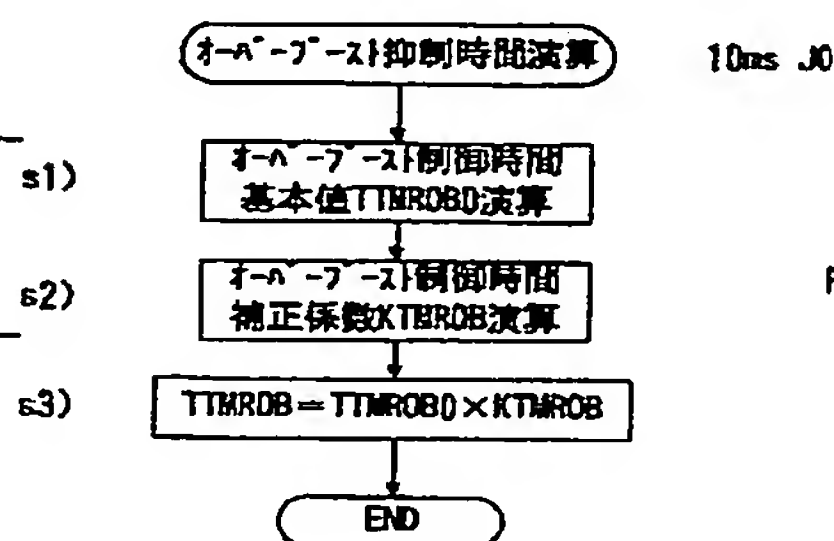 オーバーブースト抑制時間演算
10ms JO
s1)
オーバーブースト制御時間
基本値TTMROBD演算
s2)
オーバーブースト制御時間
補正係数KTMROB演算
s3)
TTMROB=TTMROBD×KTMROB
END